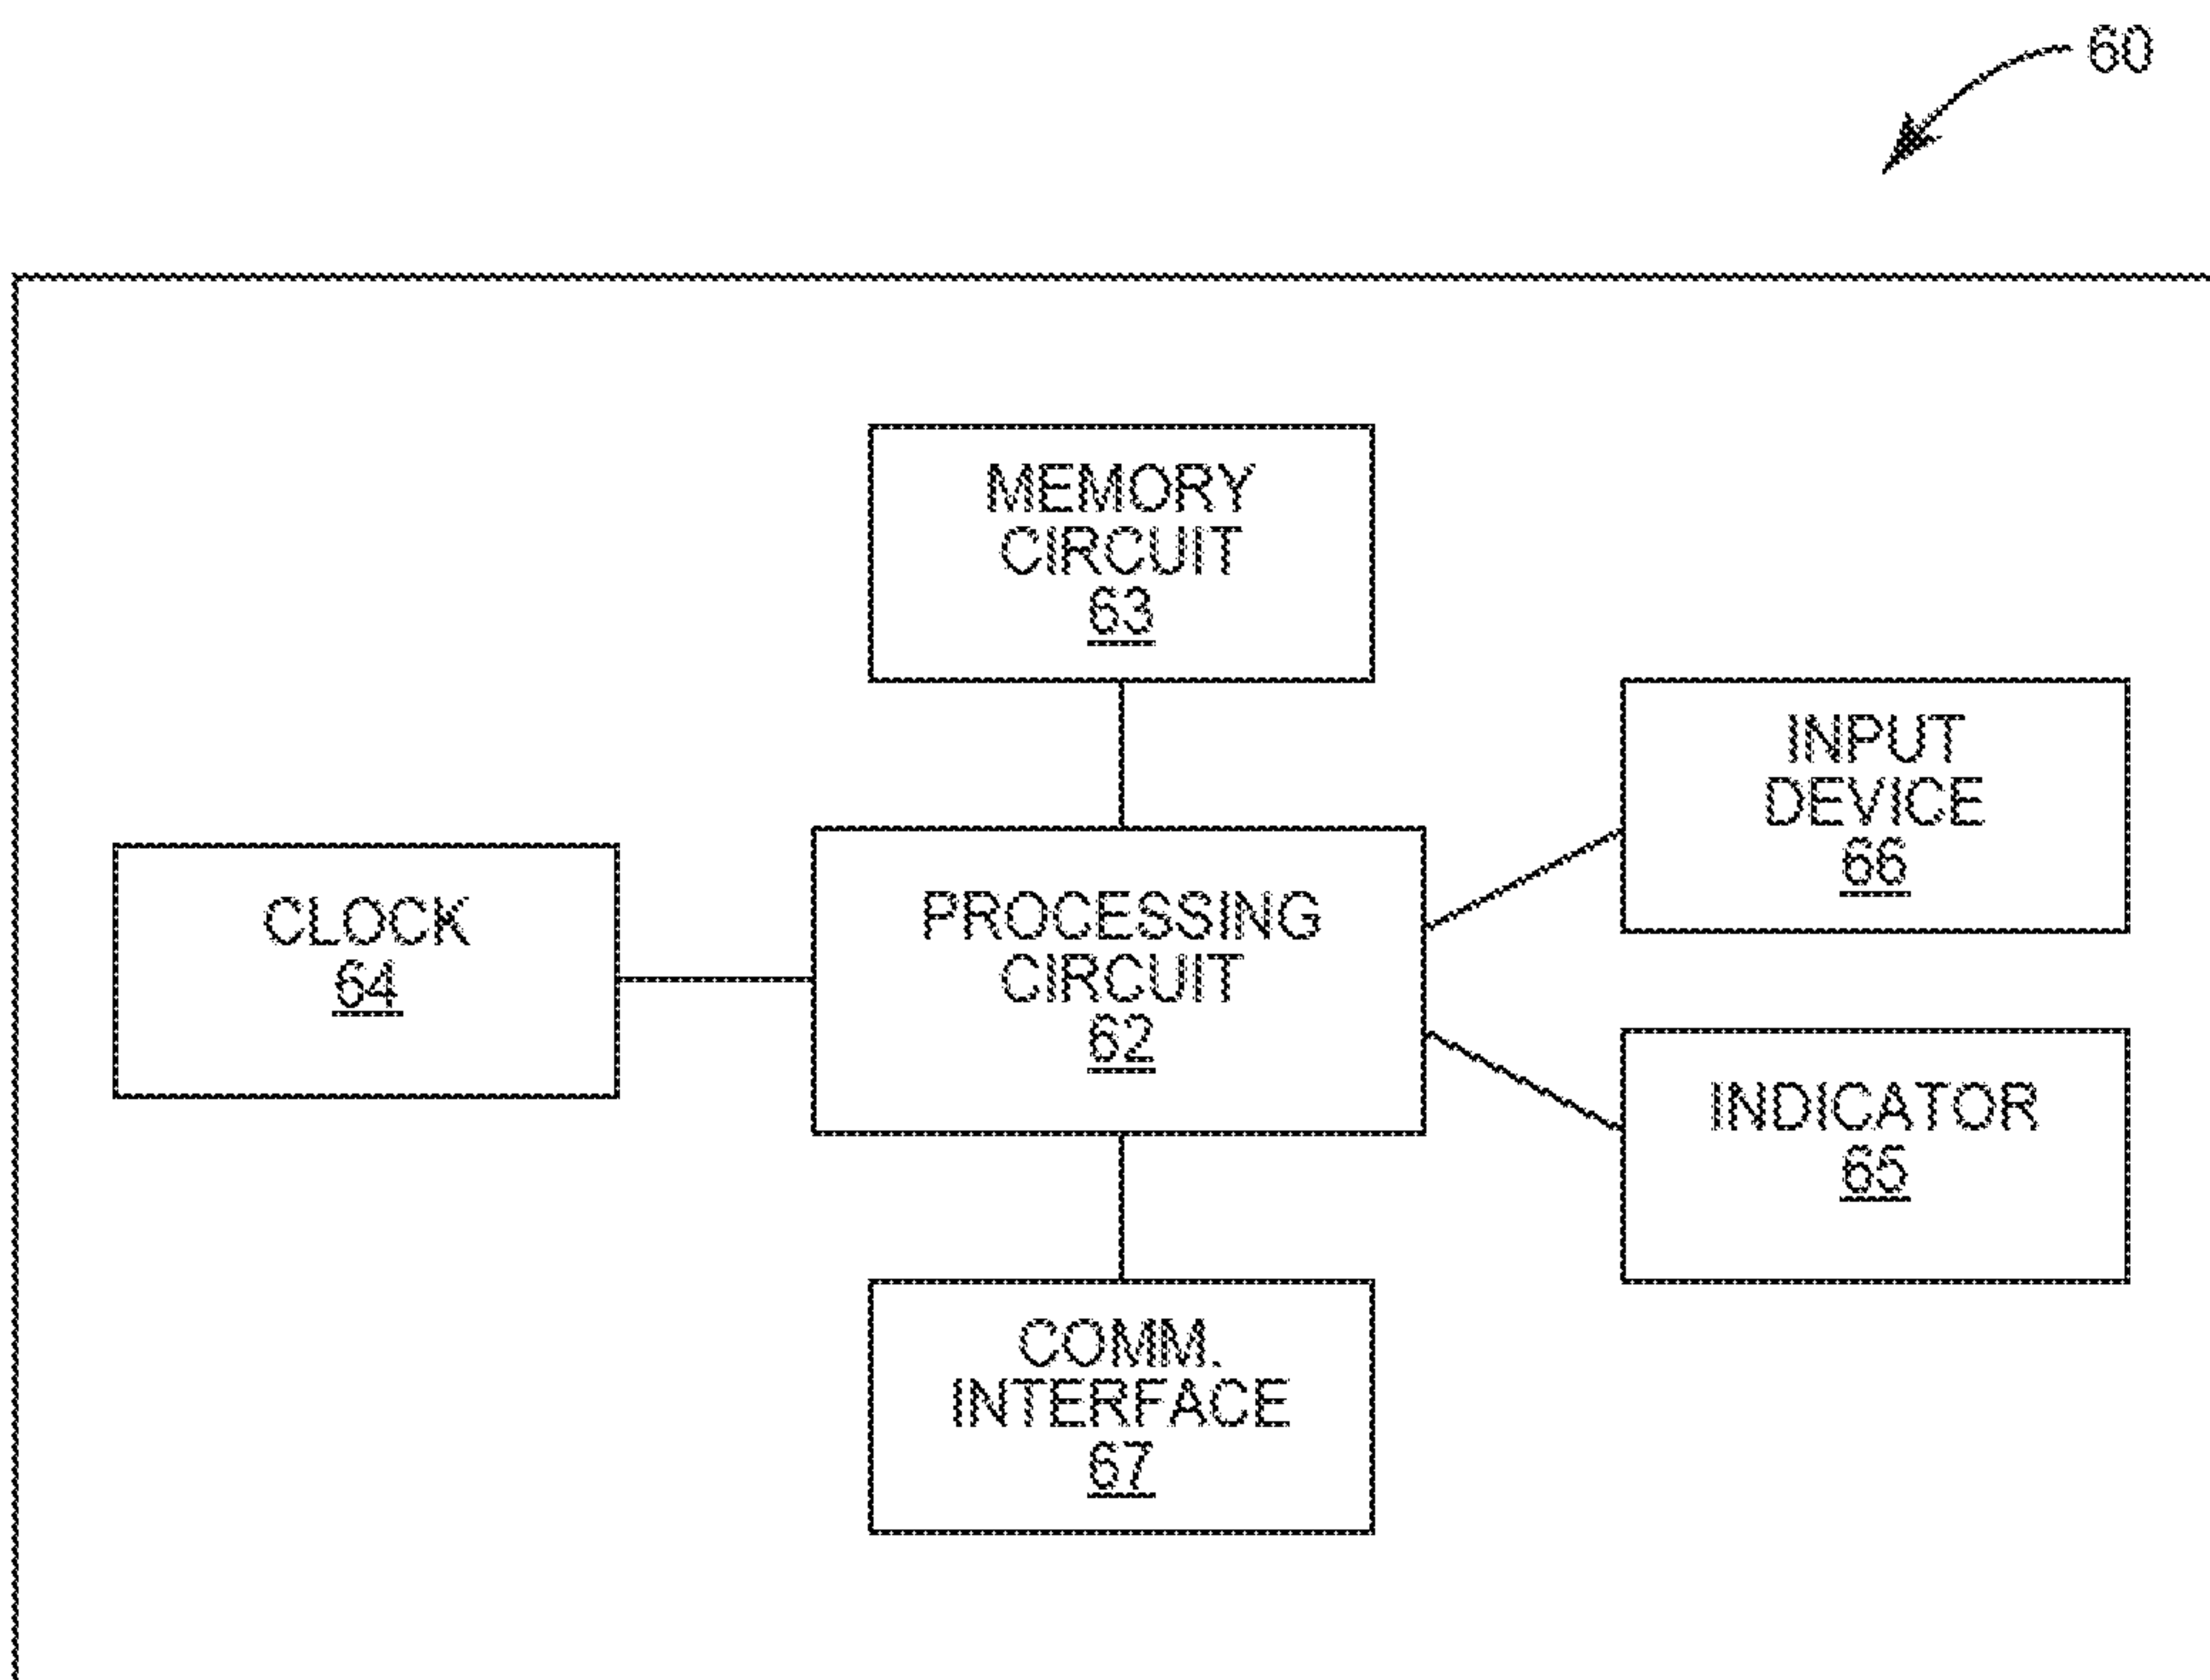 60
MEMORY
CIRCUIT
63
INPUT
DEVICE
66
CLOCK
64
PROCESSING
CIRCUIT
62
INDICATOR
65
COMM.
INTERFACE
67